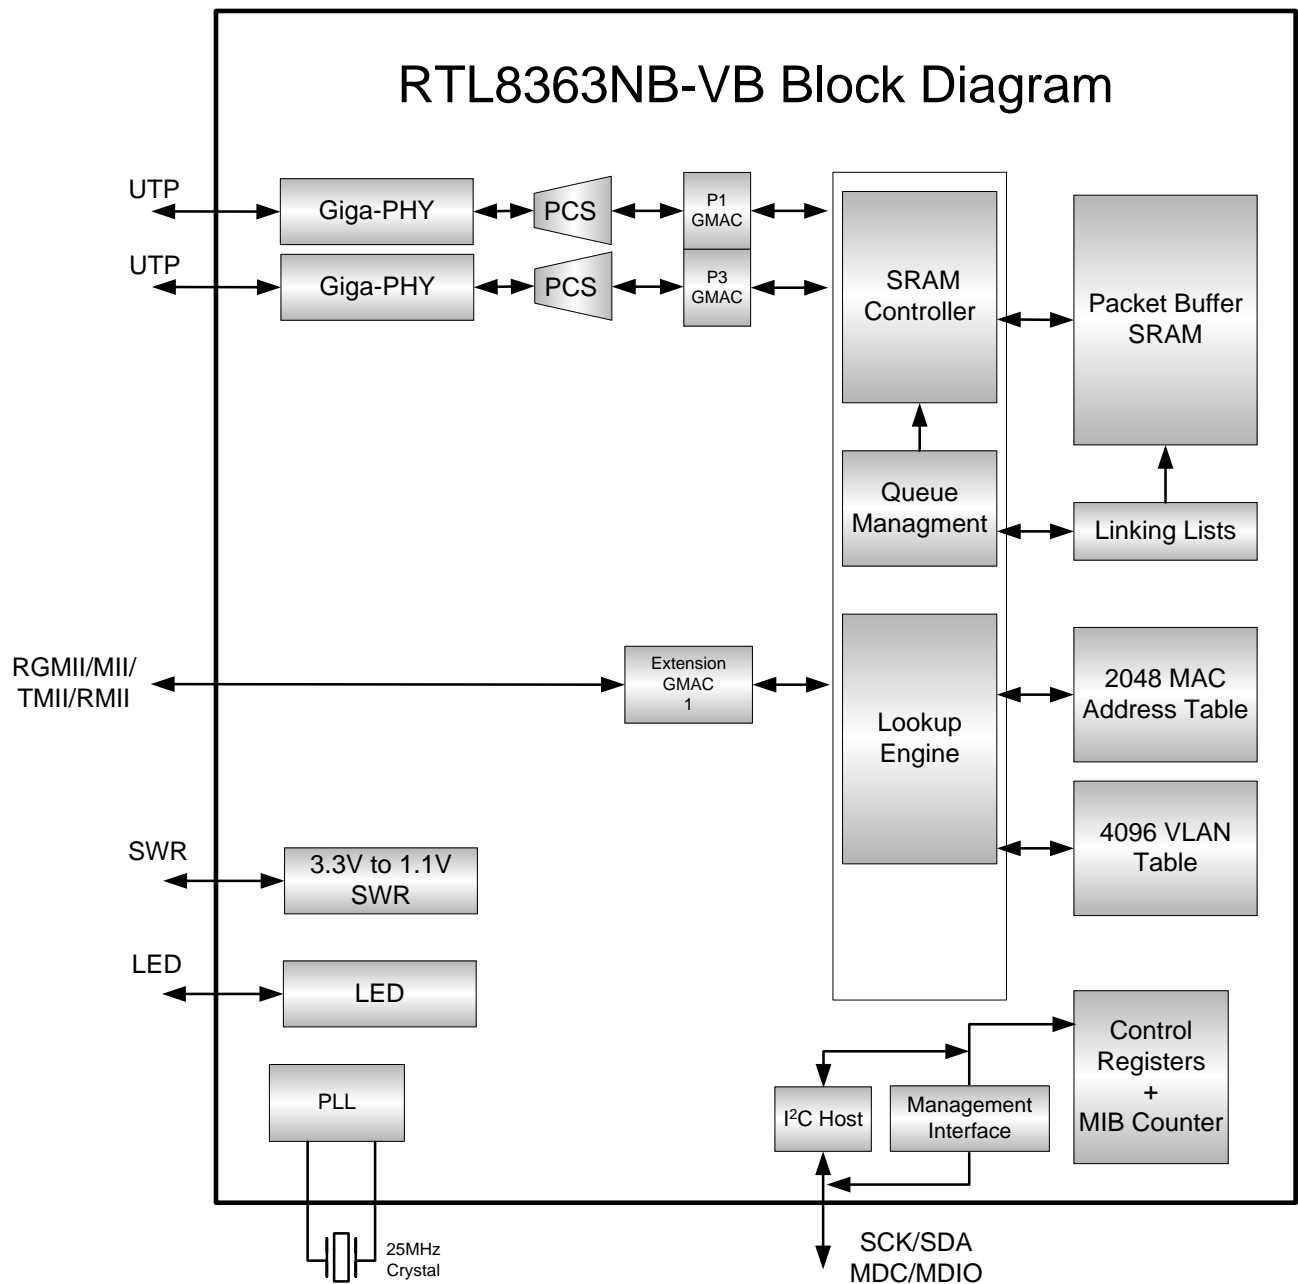 RTL8363NB-VB Block Diagram
UTP
Giga-PHY
PCS
P1
GMAC
UTP
Giga-PHY
PCS
P3
GMAC
SRAM
Controller
Packet Buffer
SRAM
Queue
Managment
Linking Lists
RGMII/MII/
TMII/RMII
Extension
GMAC
1
Lookup
Engine
2048 MAC
Address Table
4096 VLAN
Table
SWR
3.3V to 1.1V
SWR
LED
LED
PLL
25MHz
Crystal
I²C Host
Management
Interface
Control
Registers
+
MIB Counter
SCK/SDA
MDC/MDIO